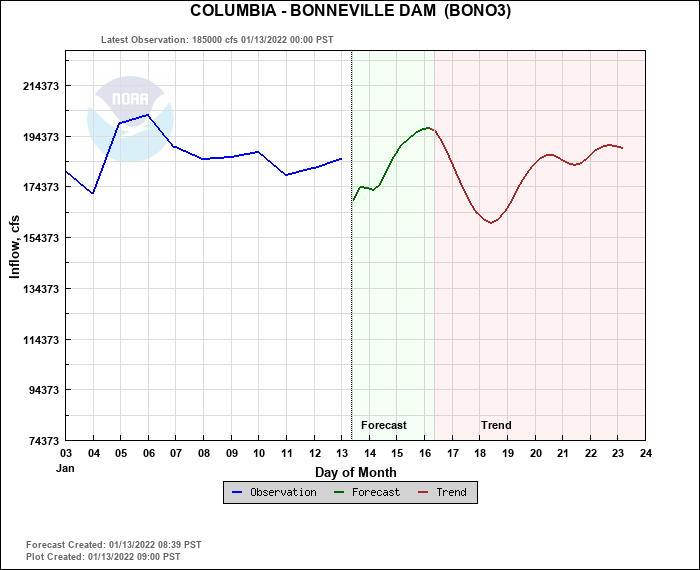 COLUMBIA - BONNEVILLE DAM (BONO3)
Latest Observation: 185000 cfs 01/13/2022 00:00 PST
NOAA
214373
194373
174373
154373
134373
114373
94373
74373
Inflow, cfs
Forecast
Trend
03 04 05 06 07 08 09 10 11 12 13 14 15 16 17 18 19 20 21 22 23 24
Jan
Day of Month
Observation Forecast Trend
Forecast Created: 01/13/2022 08:39 PST
Plot Created: 01/13/2022 09:00 PST